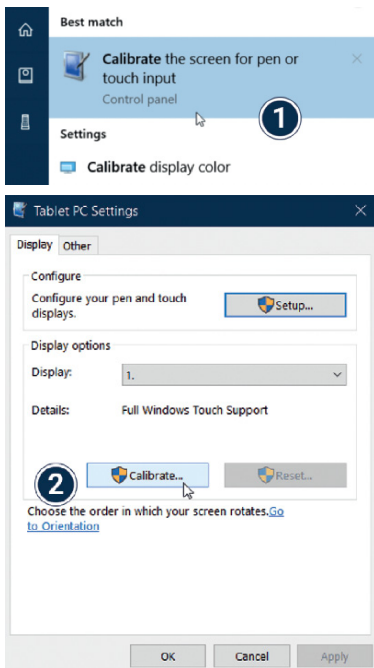 Best match
Calibrate the screen for pen or
touch input
Control panel
1
Settings
Calibrate display color
Tablet PC Settings
Display Other
Configure
Configure your pen and touch
displays.
Setup...
Display options
Display:
1.
Details:
Full Windows Touch Support
2
Calibrate...
Reset...
Choose the order in which your screen rotates.Go
to Orientation
OK
Cancel
Apply